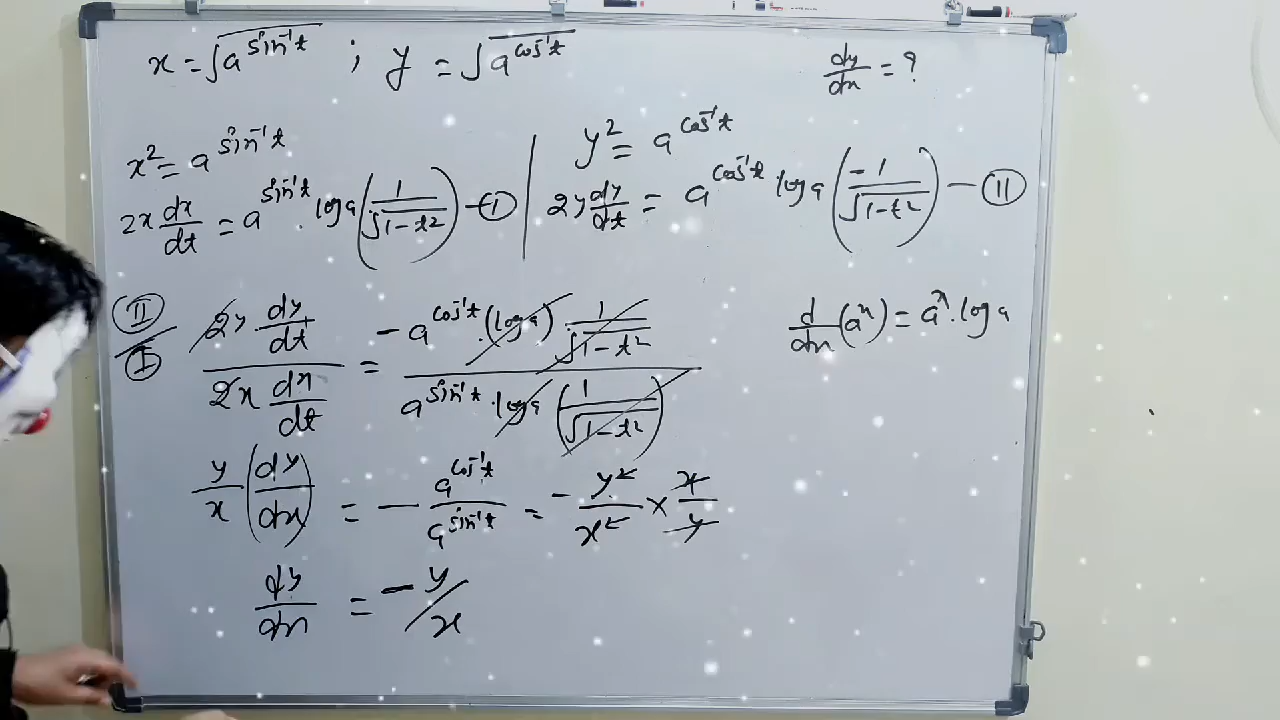 x = √a^(sin⁻¹t) ; y = √a^(cos⁻¹t)
dy/dx = ?
x² = a^(sin⁻¹t)
2x dx/dt = a^(sin⁻¹t) . log a (1/√(1-t²)) - (I)
y² = a^(cos⁻¹t)
2y dy/dt = a^(cos⁻¹t) . log a (-1/√(1-t²)) - (II)
(II)/(I) (2y dy/dt)/(2x dx/dt) = (- a^(cos⁻¹t) . (log a) . 1/√(1-t²))/(a^(sin⁻¹t) . log a (1/√(1-t²)))
d/dx (aˣ) = aˣ . log a
y/x (dy/dx) = - a^(cos⁻¹t)/a^(sin⁻¹t) = - y²/x² × x/y
dy/dx = - y/x